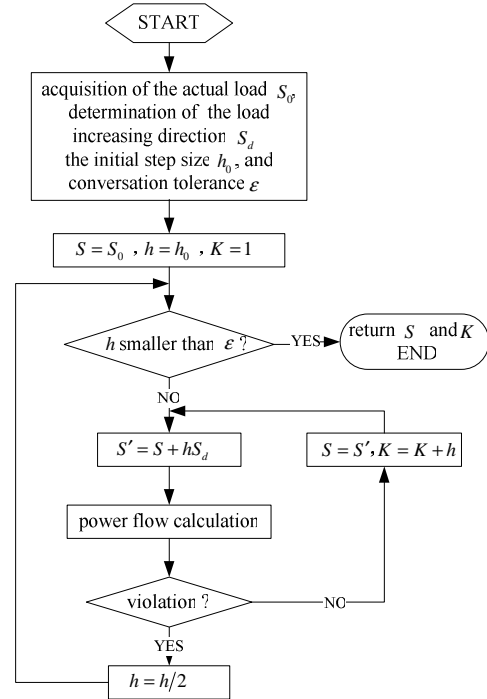 START
acquisition of the actual load S₀,
determination of the load
increasing direction S_d
the initial step size h₀, and
conversation tolerance ε
S = S₀ , h = h₀ , K = 1
h smaller than ε ?
YES
return S and K
END
NO
S′ = S + hS_d
S = S′, K = K + h
power flow calculation
violation ?
NO
YES
h = h/2